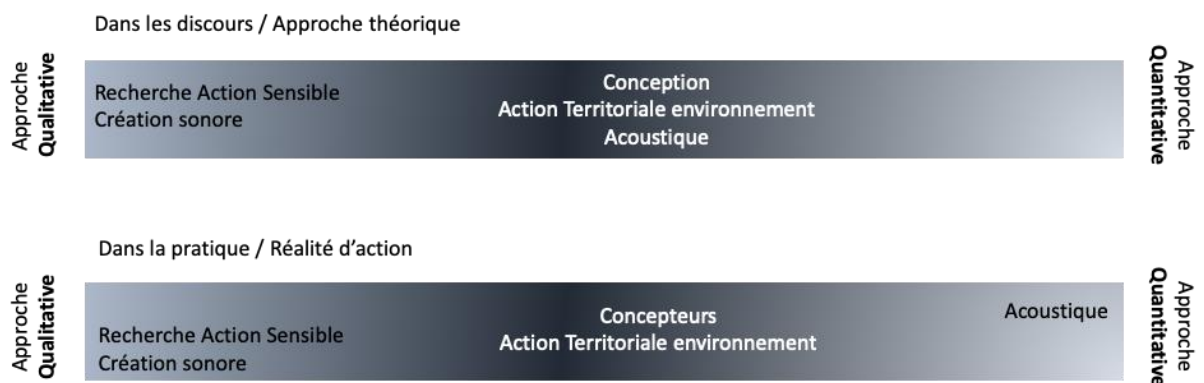 Dans les discours / Approche théorique
Approche
Qualitative
Recherche Action Sensible
Création sonore
Conception
Action Territoriale environnement
Acoustique
Approche
Quantitative
Dans la pratique / Réalité d’action
Approche
Qualitative
Recherche Action Sensible
Création sonore
Concepteurs
Action Territoriale environnement
Acoustique
Approche
Quantitative